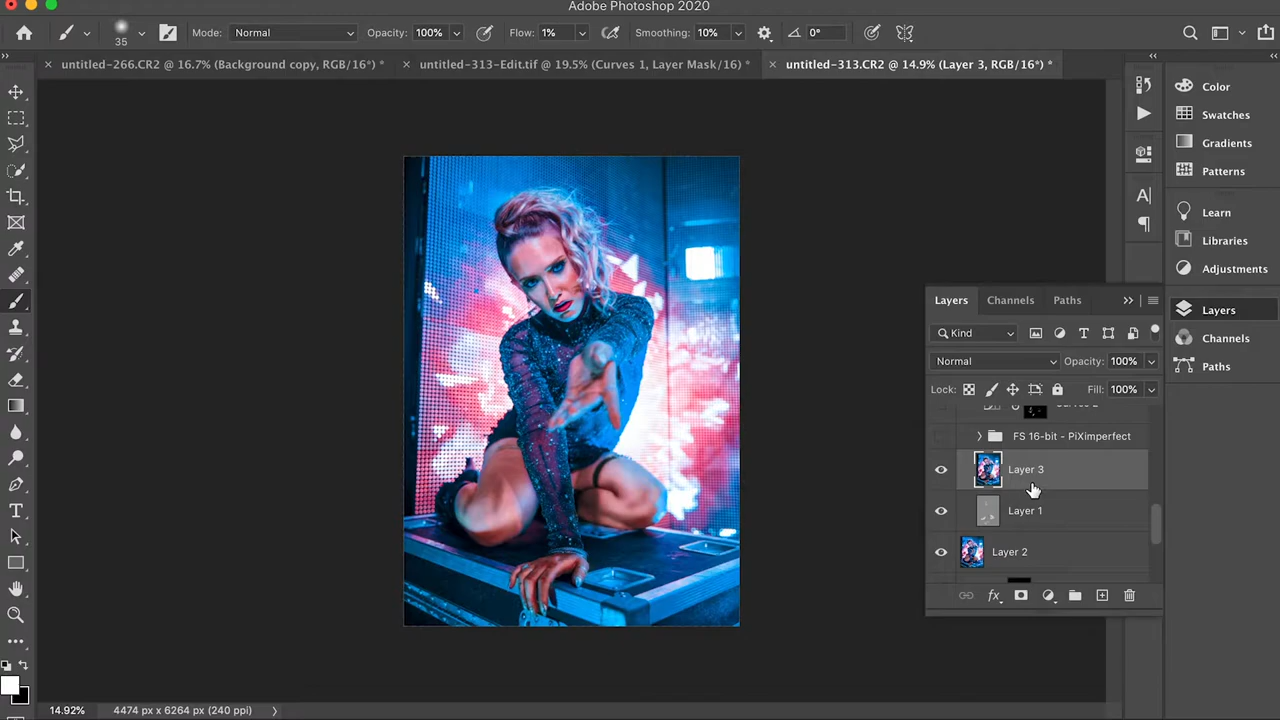 Adobe Photoshop 2020
35 Mode: Normal Opacity: 100% Flow: 1% Smoothing: 10% 0°
untitled-266.CR2 @ 16.7% (Background copy, RGB/16*) * untitled-313-Edit.tif @ 19.5% (Curves 1, Layer Mask/16) * untitled-313.CR2 @ 14.9% (Layer 3, RGB/16*) *
Color
Swatches
Gradients
Patterns
Learn
Libraries
Adjustments
Layers
Channels
Paths
Layers Channels Paths
Kind
Normal Opacity: 100%
Lock: Fill: 100%
FS 16-bit - PiXimperfect
Layer 3
Layer 1
Layer 2
fx
14.92% 4474 px x 6264 px (240 ppi)